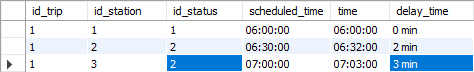 id_trip id_station id_status scheduled_time time delay_time
1 1 1 06:00:00 06:00:00 0 min
1 2 2 06:30:00 06:32:00 2 min
1 3 2 07:00:00 07:03:00 3 min